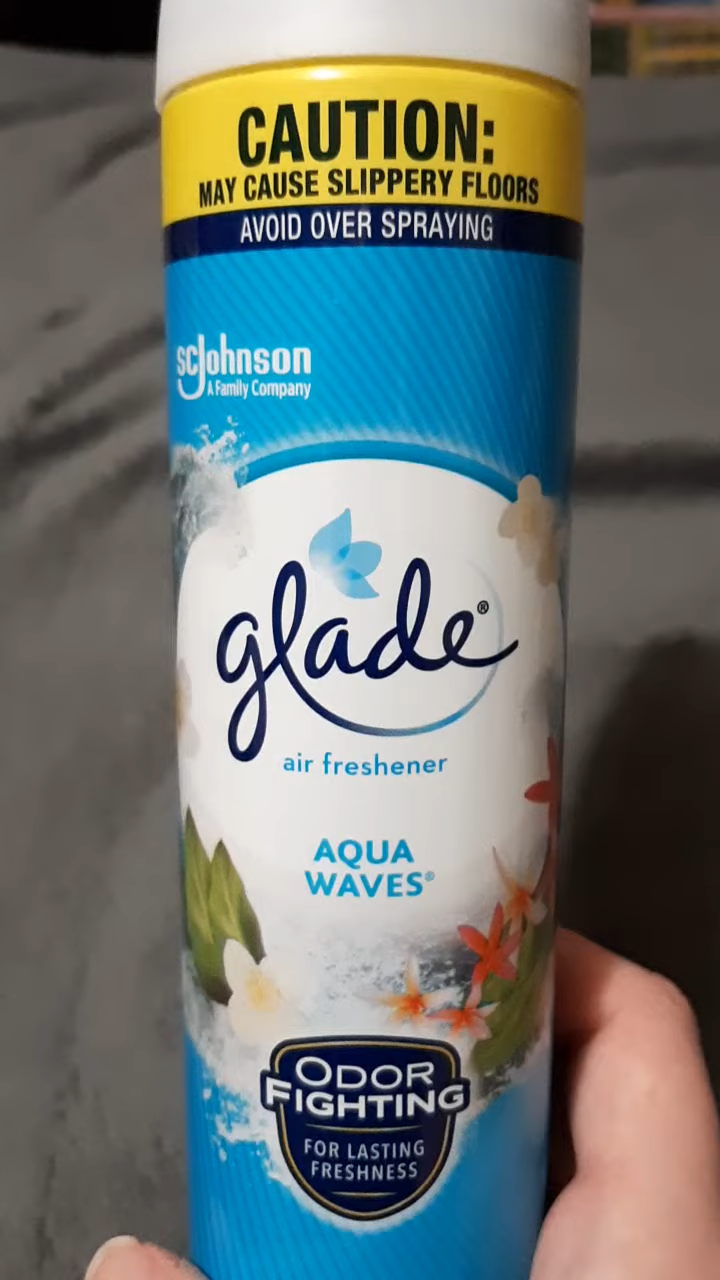 CAUTION:
MAY CAUSE SLIPPERY FLOORS
AVOID OVER SPRAYING
scJohnson
A Family Company
glade®
air freshener
AQUA
WAVES®
ODOR
FIGHTING
FOR LASTING
FRESHNESS